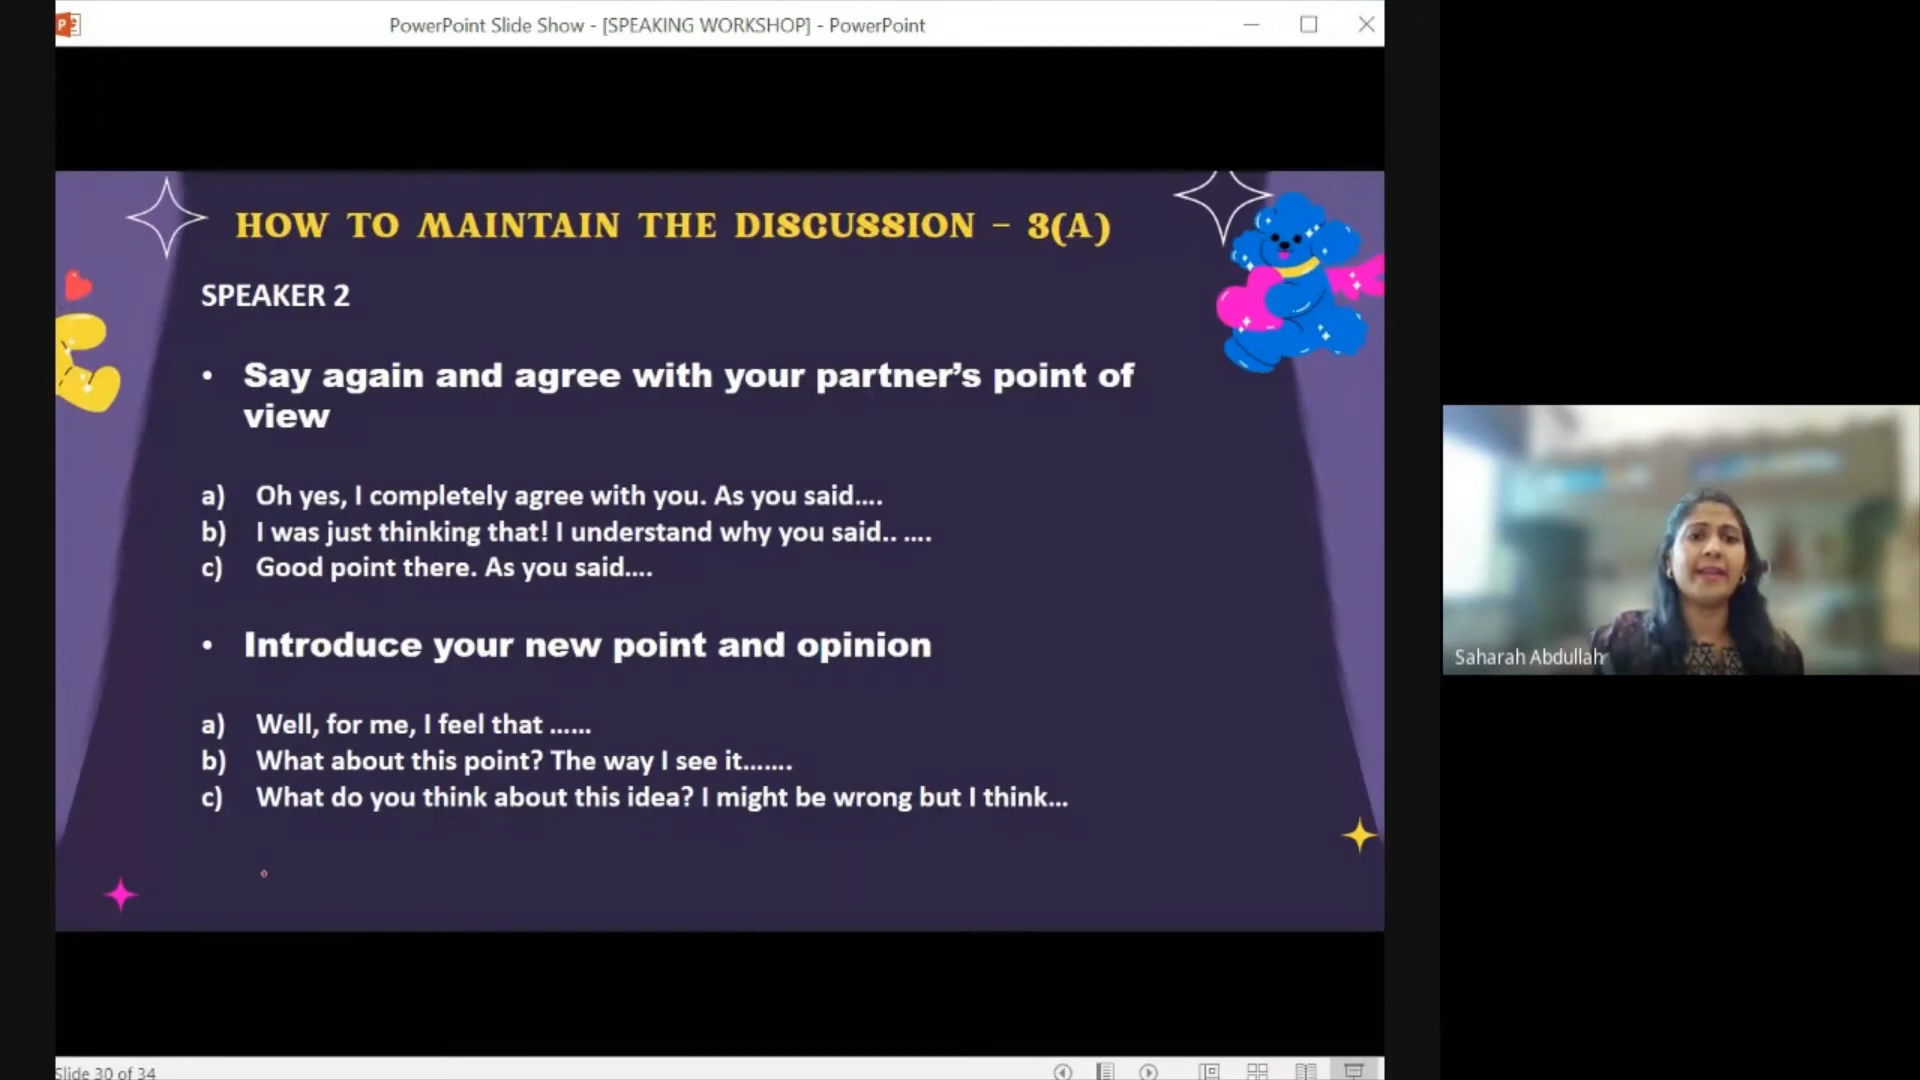 PowerPoint Slide Show - [SPEAKING WORKSHOP] - PowerPoint
HOW TO MAINTAIN THE DISCUSSION – 3(A)
SPEAKER 2
• Say again and agree with your partner's point of
view
a) Oh yes, I completely agree with you. As you said....
b) I was just thinking that! I understand why you said.. ....
c) Good point there. As you said....
• Introduce your new point and opinion
a) Well, for me, I feel that ......
b) What about this point? The way I see it.......
c) What do you think about this idea? I might be wrong but I think...
Saharah Abdullah
Slide 30 of 34